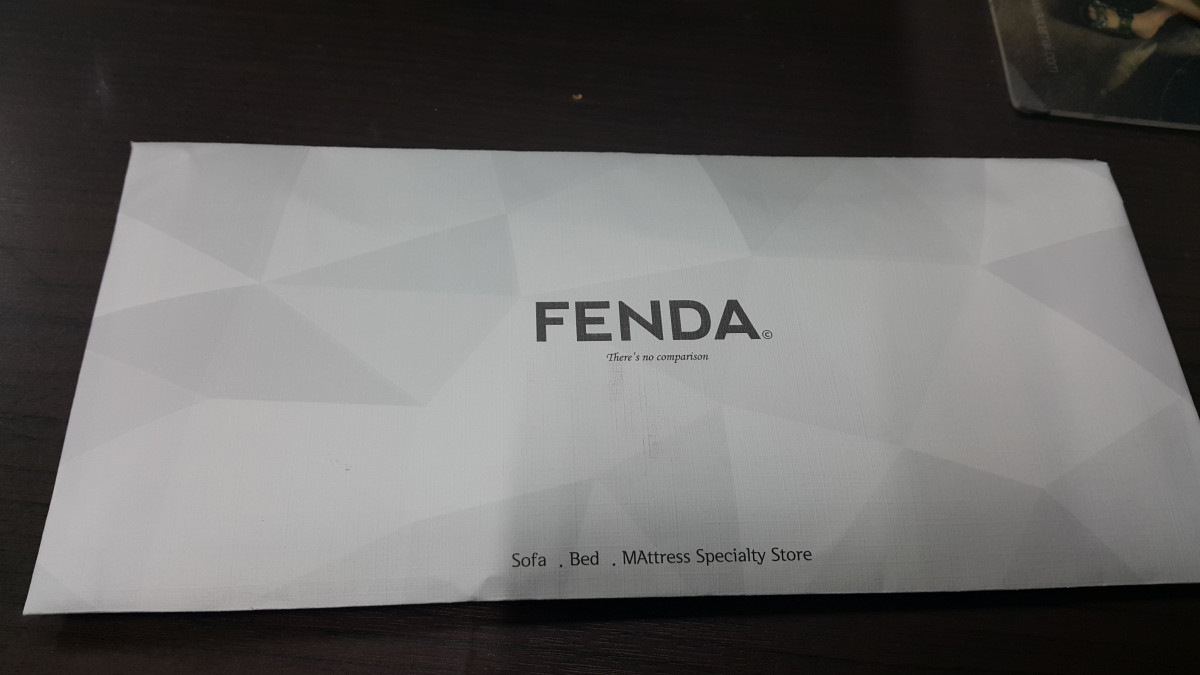 FENDA©
There's no comparison
Sofa . Bed . MAttress Specialty Store